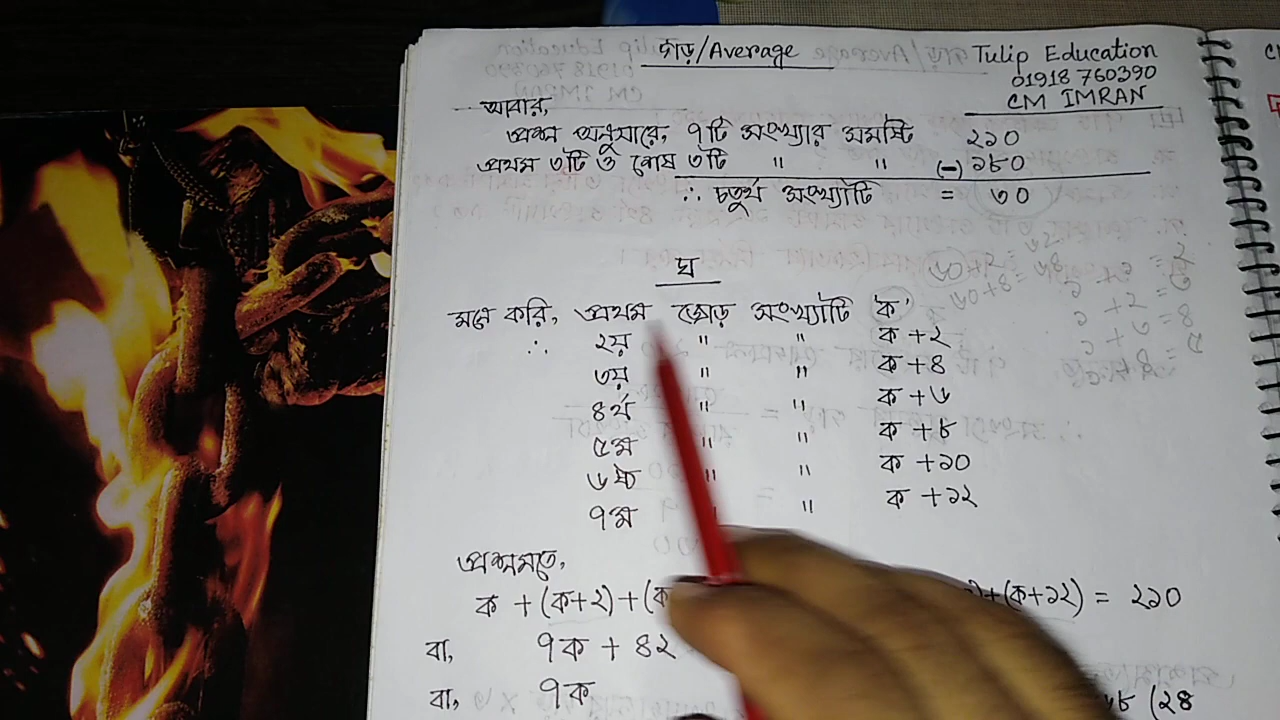 গড়/Average
Tulip Education
01918 760390
CM IMRAN
আবার,
প্রশ্ন অনুসারে, ৭টি সংখ্যার সমষ্টি ২১০
প্রথম ৩টি ও শেষ ৩টি " " (-) ১৮০
∴ চতুর্থ সংখ্যাটি = ৩০
ঘ
মনে করি, প্রথম জোড় সংখ্যাটি 'ক'
∴ ২য় " " ক + ২
৩য় " " ক + ৪
৪র্থ " " ক + ৬
৫ম " " ক + ৮
৬ষ্ঠ " " ক + ১০
৭ম " " ক + ১২
প্রশ্নমতে,
ক + (ক+২) + (ক +(ক+১২) = ২১০
বা, ৭ক + ৪২
বা, ৭ক